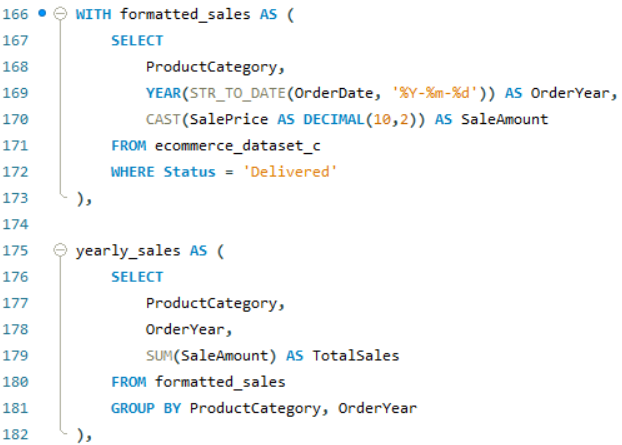 166 WITH formatted_sales AS (
167 SELECT
168 ProductCategory,
169 YEAR(STR_TO_DATE(OrderDate, '%Y-%m-%d')) AS OrderYear,
170 CAST(SalePrice AS DECIMAL(10,2)) AS SaleAmount
171 FROM ecommerce_dataset_c
172 WHERE Status = 'Delivered'
173 ),
174
175 yearly_sales AS (
176 SELECT
177 ProductCategory,
178 OrderYear,
179 SUM(SaleAmount) AS TotalSales
180 FROM formatted_sales
181 GROUP BY ProductCategory, OrderYear
182 ),